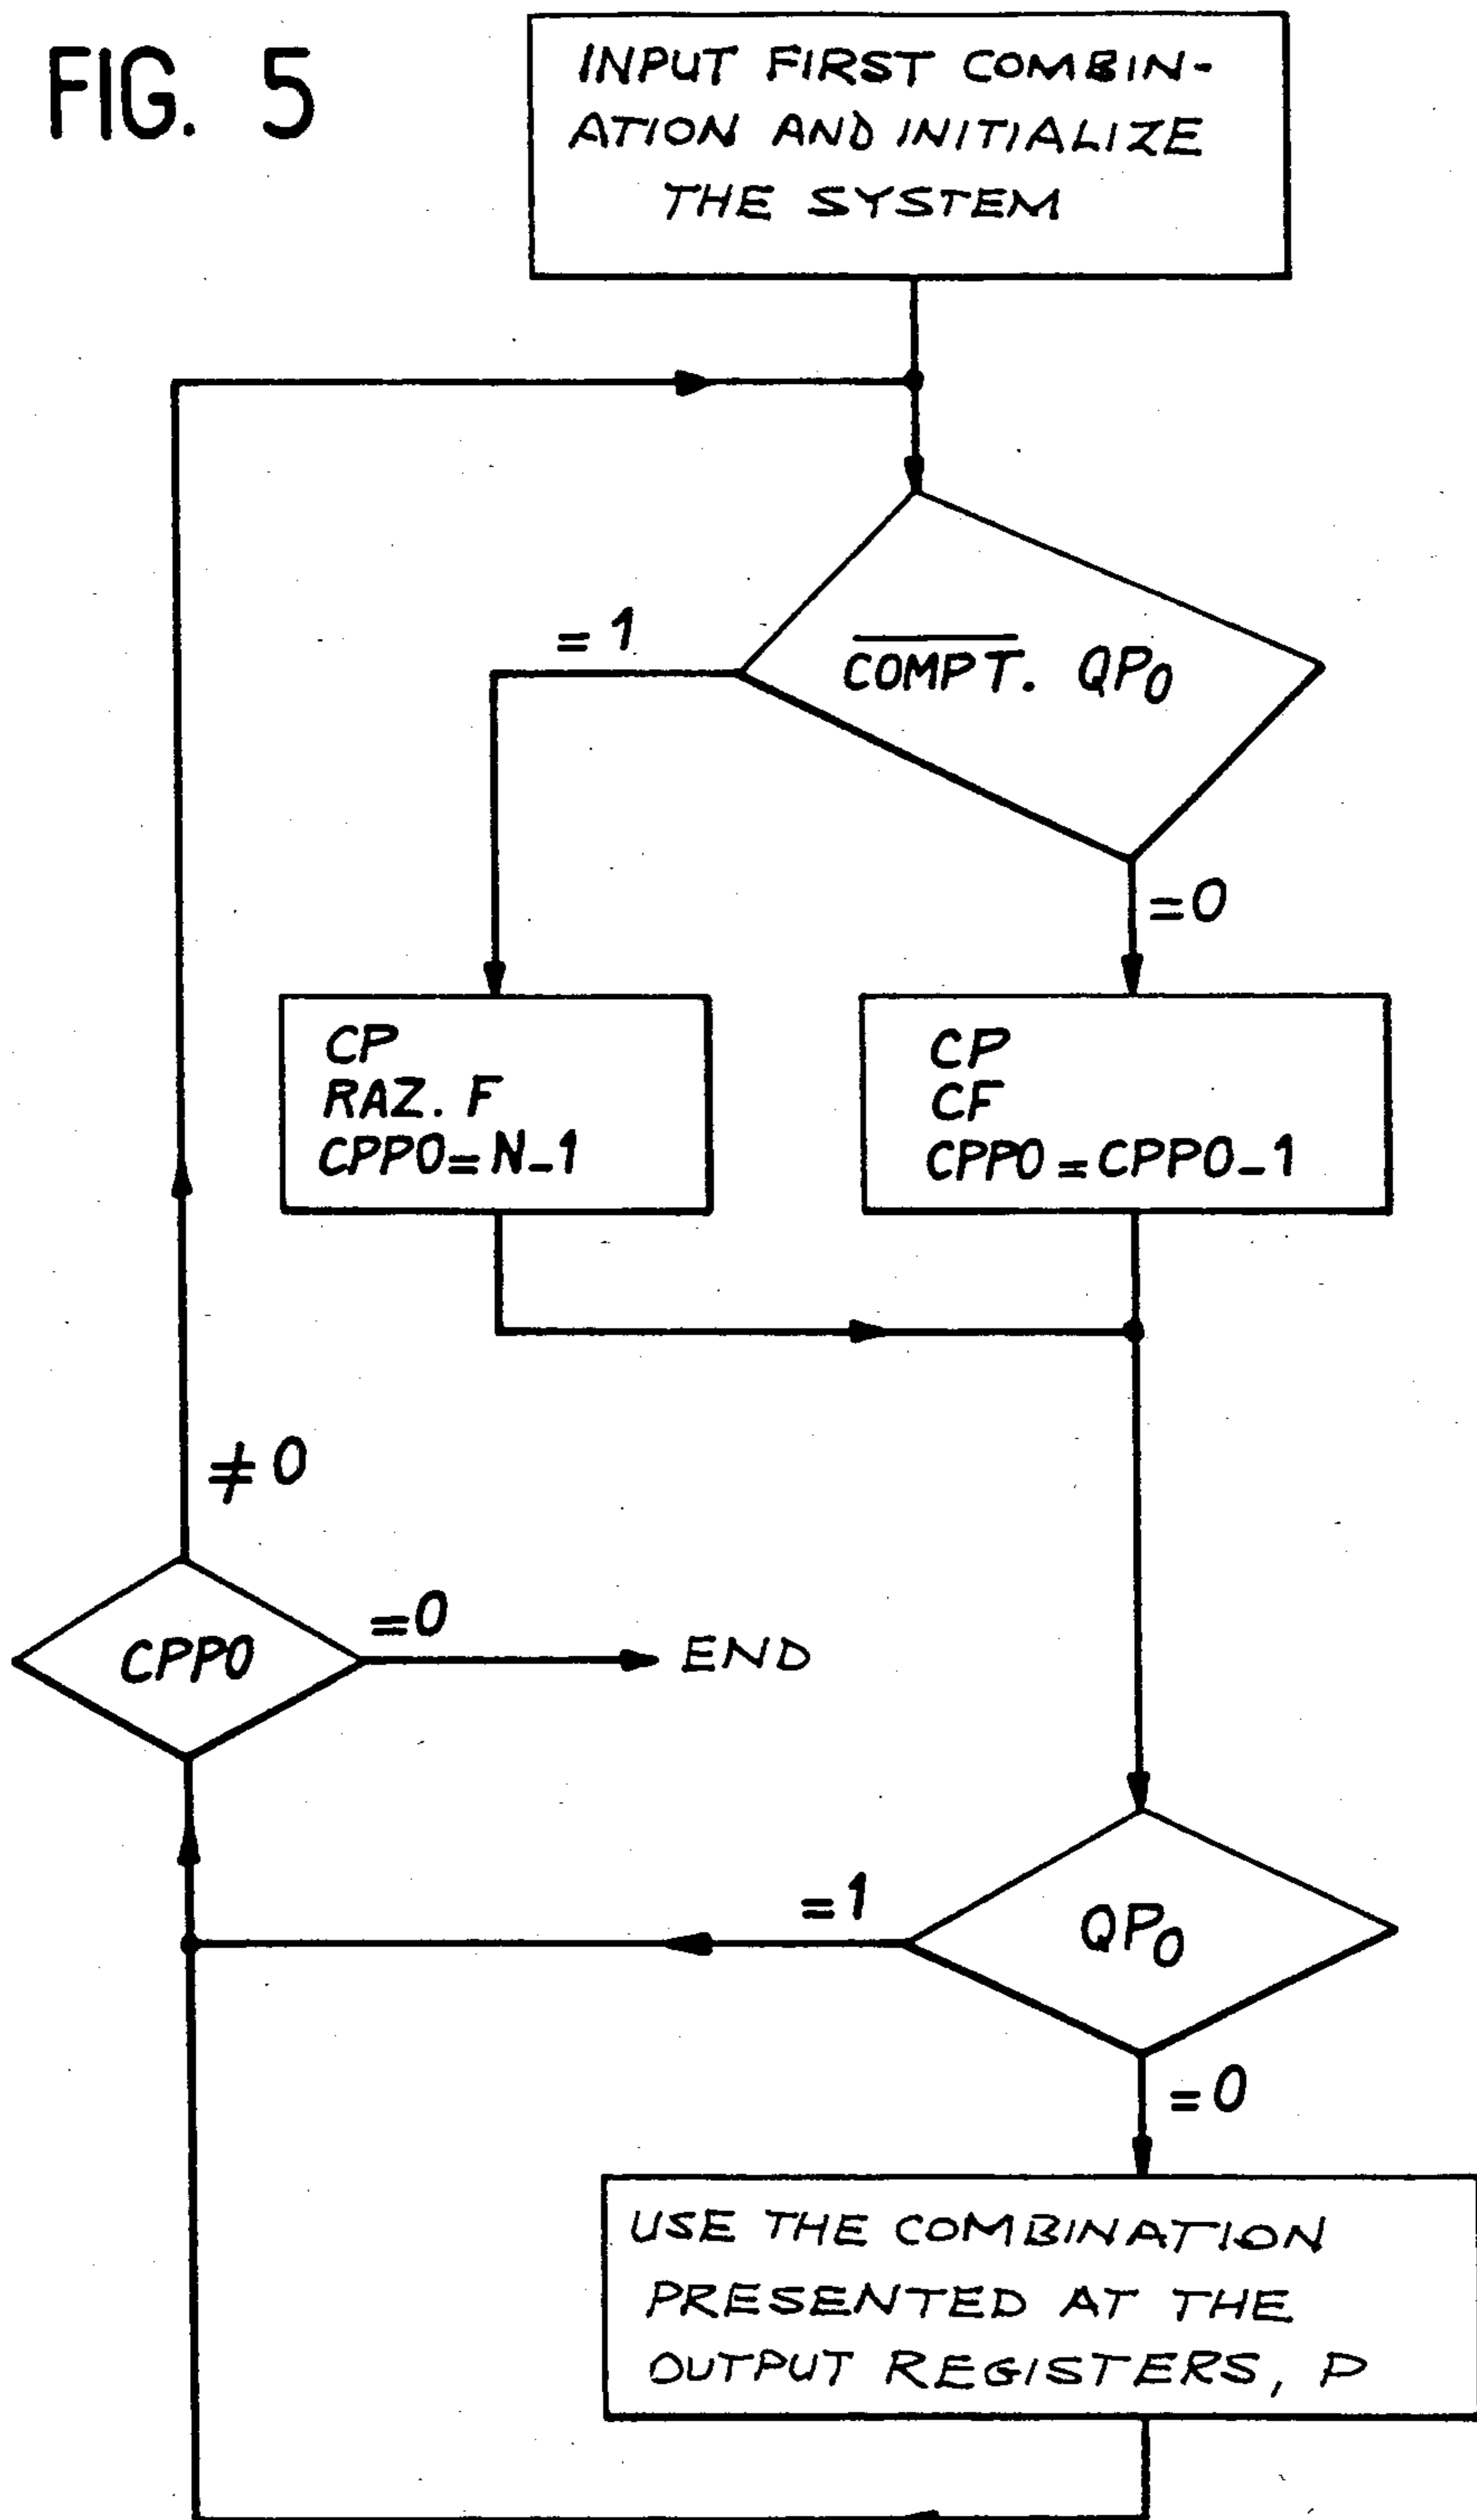 FIG. 5
INPUT FIRST COMBIN-
ATION AND INITIALIZE
THE SYSTEM
=1
C̅O̅M̅P̅T̅. QP₀
=0
CP
RAZ. F
CPPO=N-1
CP
CF
CPPO=CPPO-1
≠0
CPPO
=0
END
=1
QP₀
=0
USE THE COMBINATION
PRESENTED AT THE
OUTPUT REGISTERS, P